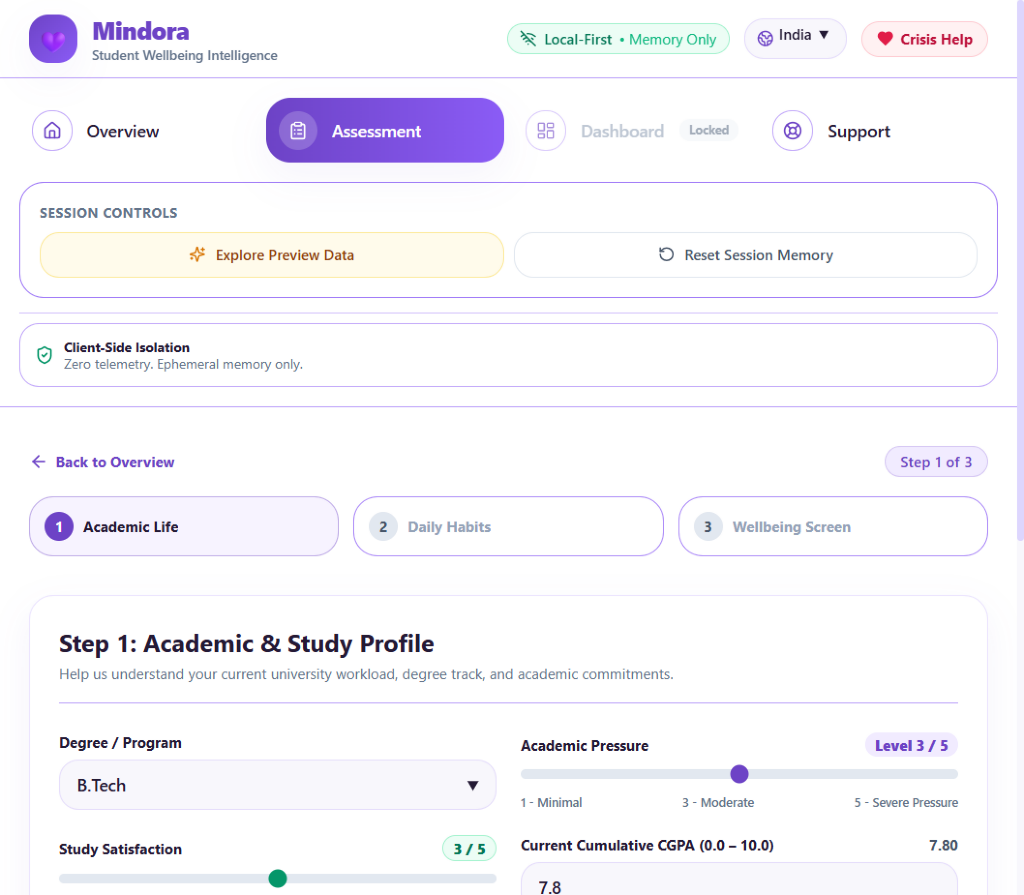 Mindora
Student Wellbeing Intelligence
Local-First • Memory Only
India ▼
Crisis Help
Overview
Assessment
Dashboard Locked
Support
SESSION CONTROLS
Explore Preview Data
Reset Session Memory
Client-Side Isolation
Zero telemetry. Ephemeral memory only.
Back to Overview
Step 1 of 3
1 Academic Life
2 Daily Habits
3 Wellbeing Screen
Step 1: Academic & Study Profile
Help us understand your current university workload, degree track, and academic commitments.
Degree / Program
B.Tech ▼
Academic Pressure
Level 3 / 5
1 - Minimal
3 - Moderate
5 - Severe Pressure
Study Satisfaction
3 / 5
Current Cumulative CGPA (0.0 – 10.0)
7.80
7.8